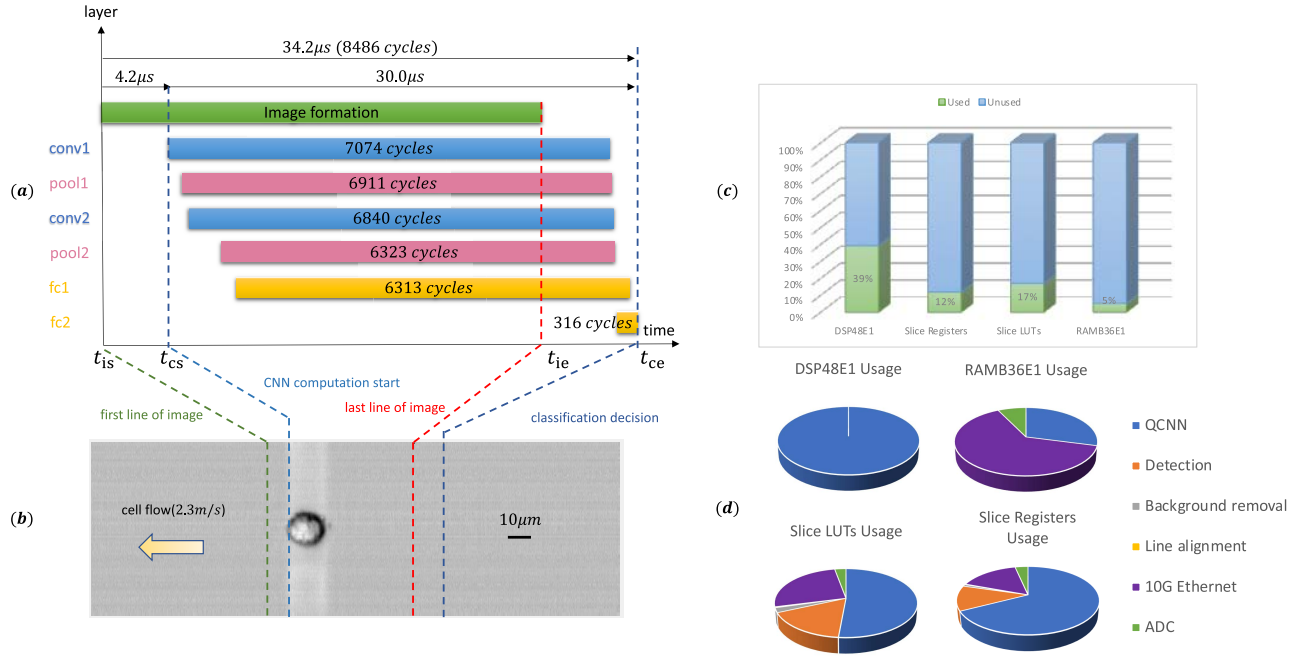 layer
34.2μs (8486 cycles)
4.2μs
30.0μs
Image formation
conv1
7074 cycles
(a)
pool1
6911 cycles
conv2
6840 cycles
pool2
6323 cycles
fc1
6313 cycles
fc2
316 cycles
time
t_is
t_cs
t_ie
t_ce
CNN computation start
first line of image
last line of image
classification decision
(b)
cell flow(2.3m/s)
10μm
(c)
Used
Unused
100%
90%
80%
70%
60%
50%
40%
30%
20%
10%
0%
39%
12%
17%
5%
DSP48E1
Slice Registers
Slice LUTs
RAMB36E1
(d)
DSP48E1 Usage
RAMB36E1 Usage
Slice LUTs Usage
Slice Registers
Usage
QCNN
Detection
Background removal
Line alignment
10G Ethernet
ADC